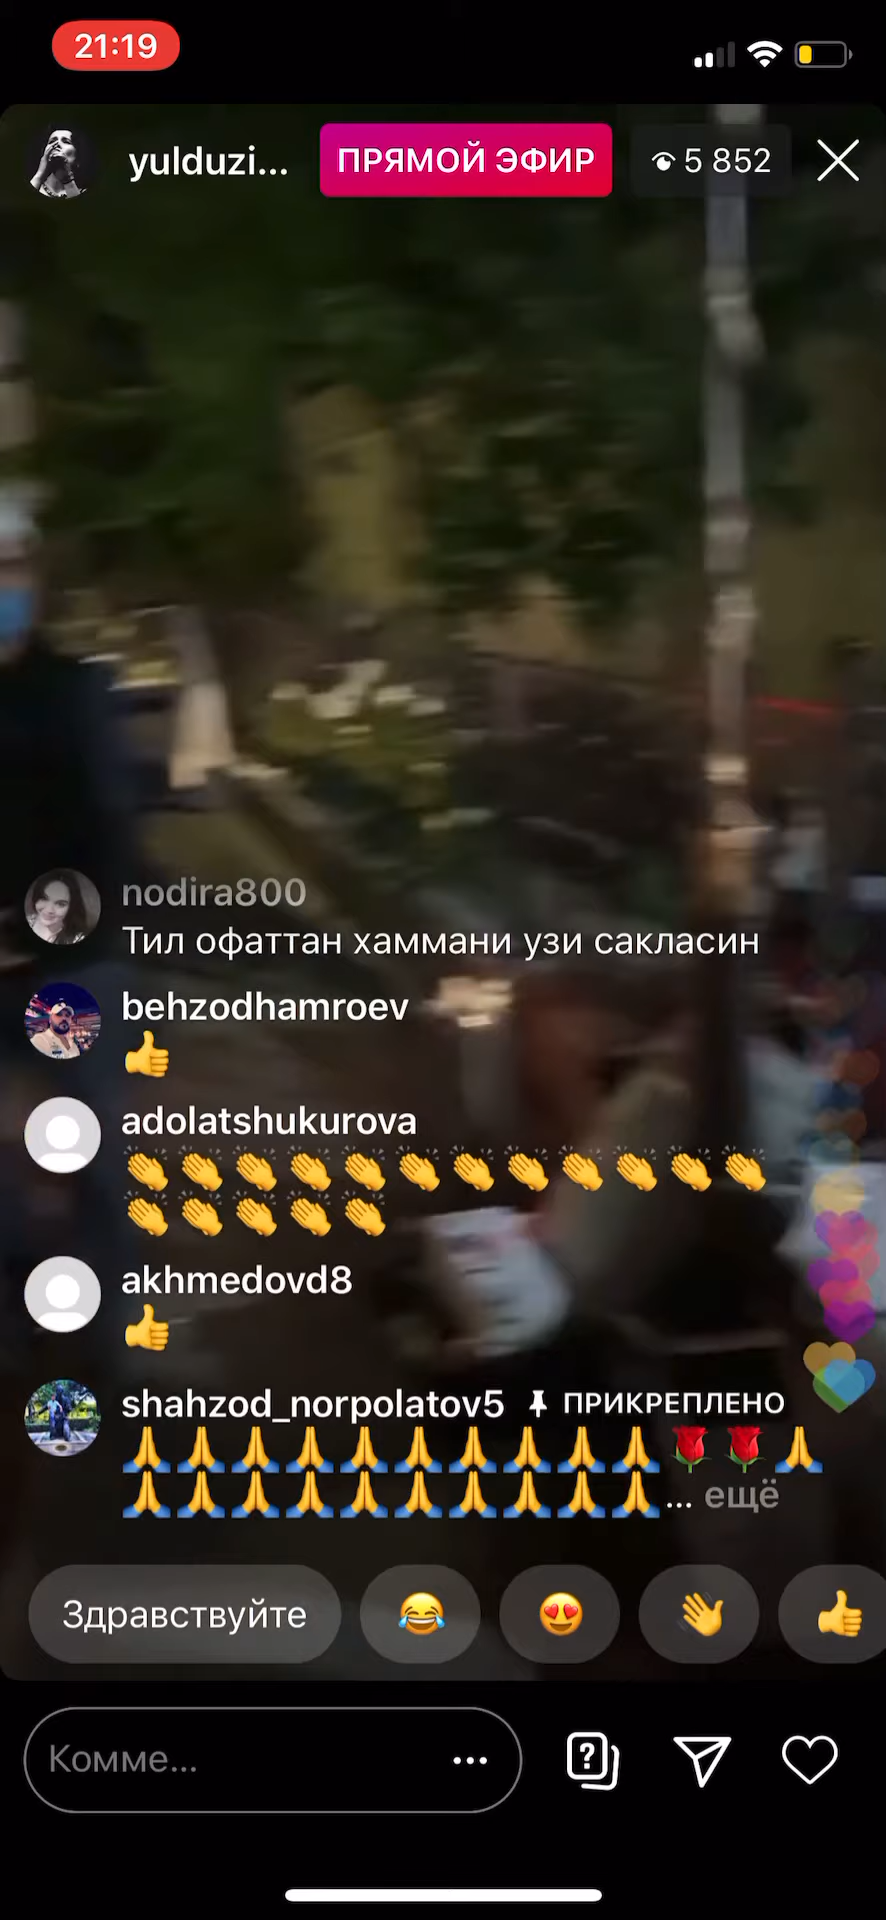 21:19
yulduzi...
ПРЯМОЙ ЭФИР
5 852
nodira800
Тил офаттан хаммани узи сакласин
behzodhamroev
👍
adolatshukurova
👏👏👏👏👏👏👏👏👏👏👏👏
👏👏👏👏👏
akhmedovd8
👍
shahzod_norpolatov5 ПРИКРЕПЛЕНО
🙏🙏🙏🙏🙏🙏🙏🙏🙏🙏🌹🌹🙏
🙏🙏🙏🙏🙏🙏🙏🙏🙏🙏... ещё
Здравствуйте
Комме...